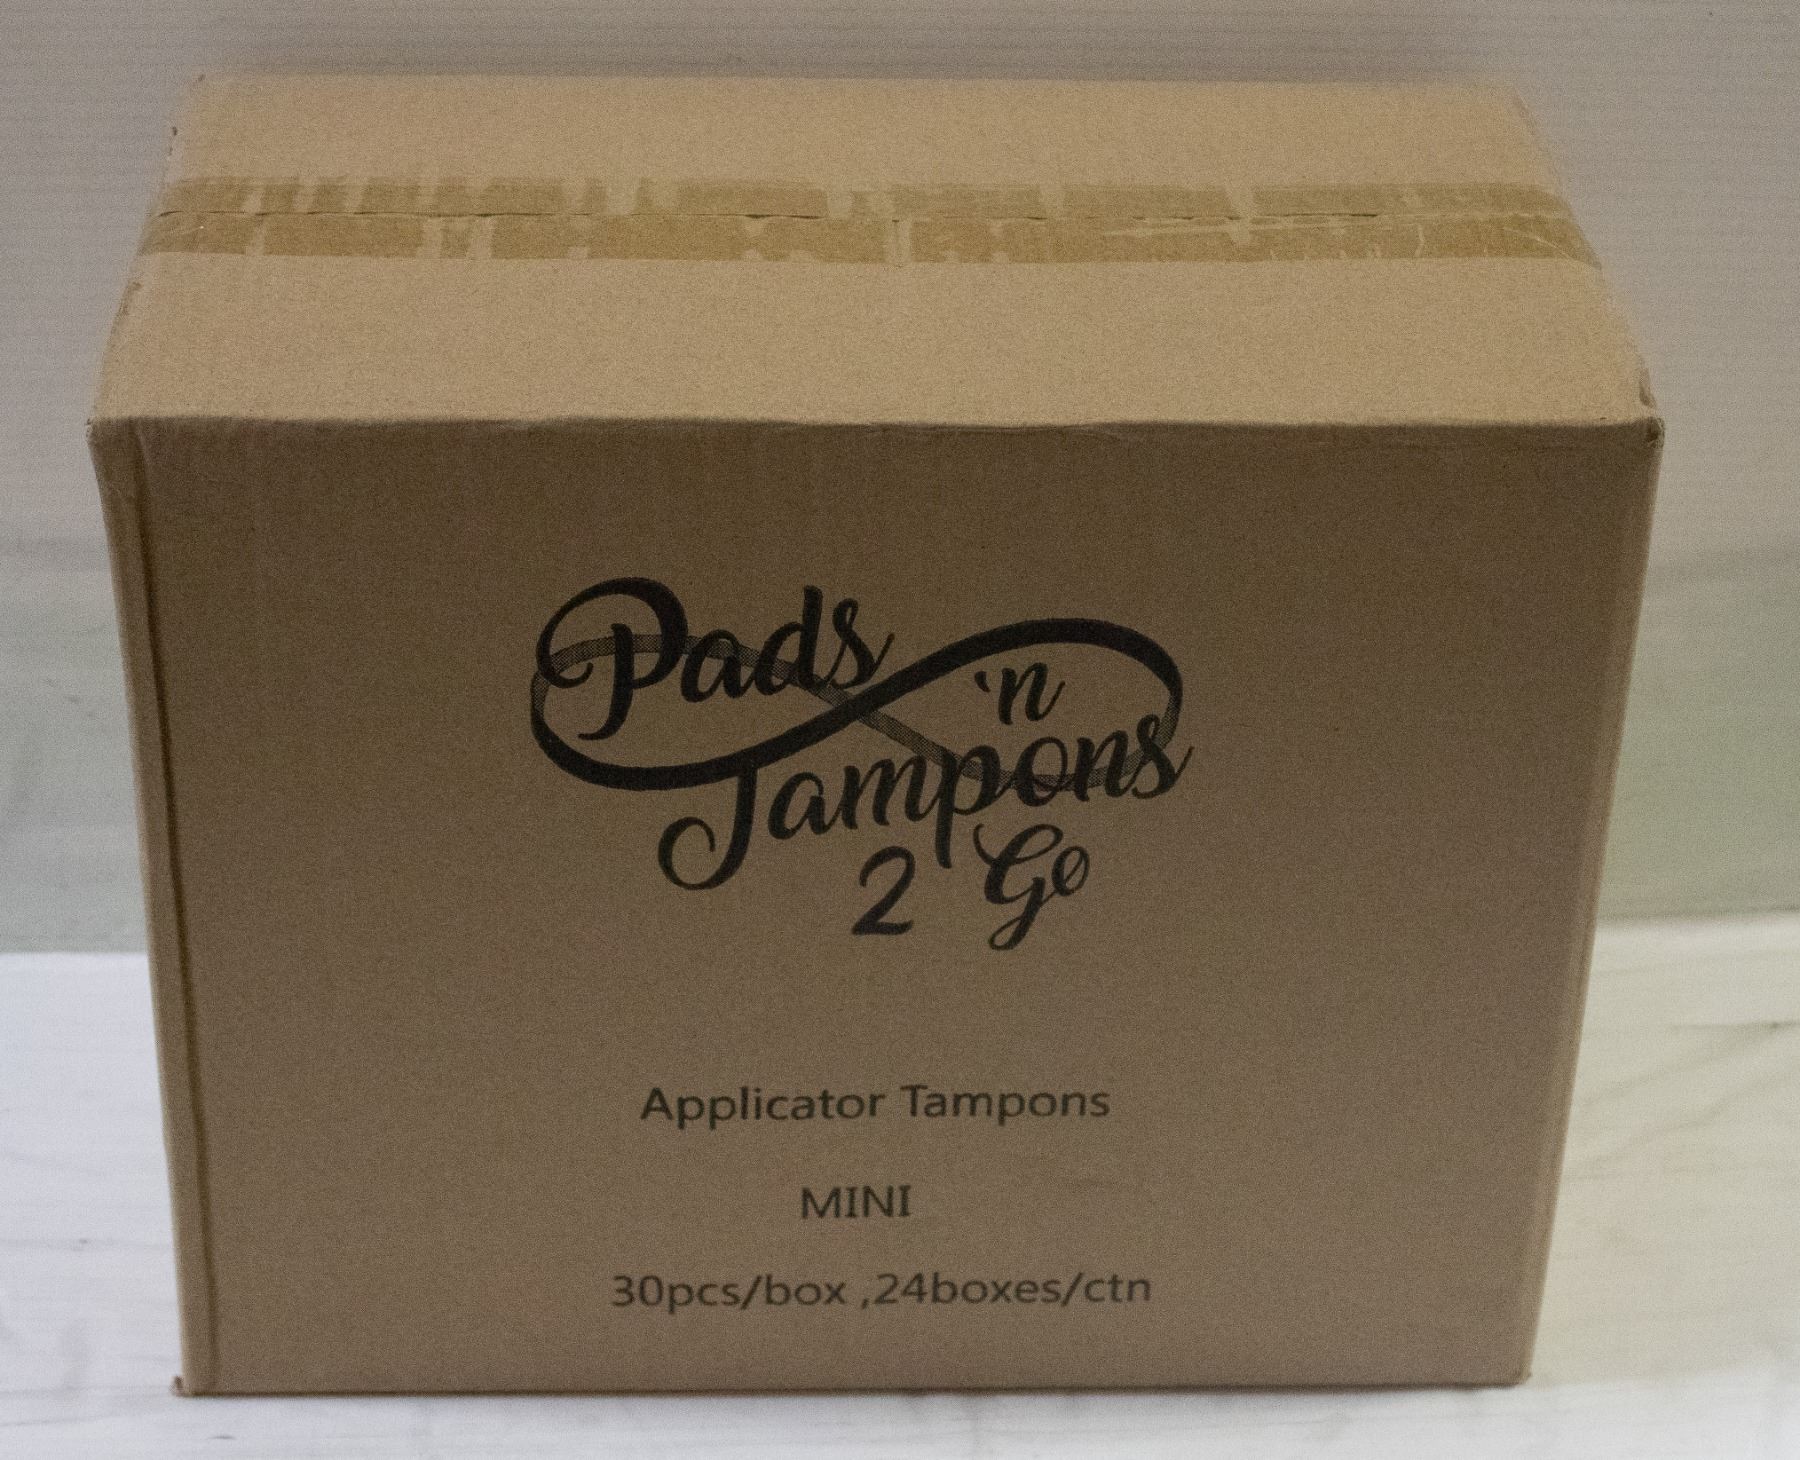 Pads
'n
Tampons
2 Go
Applicator Tampons
MINI
30pcs/box ,24boxes/ctn